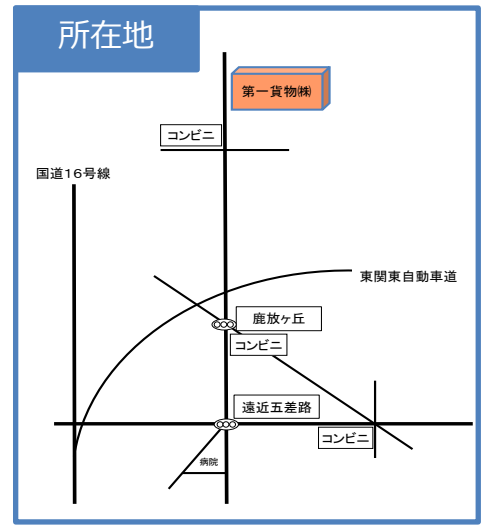 所在地
第一貨物㈱
コンビニ
国道16号線
東関東自動車道
鹿放ヶ丘
コンビニ
遠近五差路
コンビニ
病院